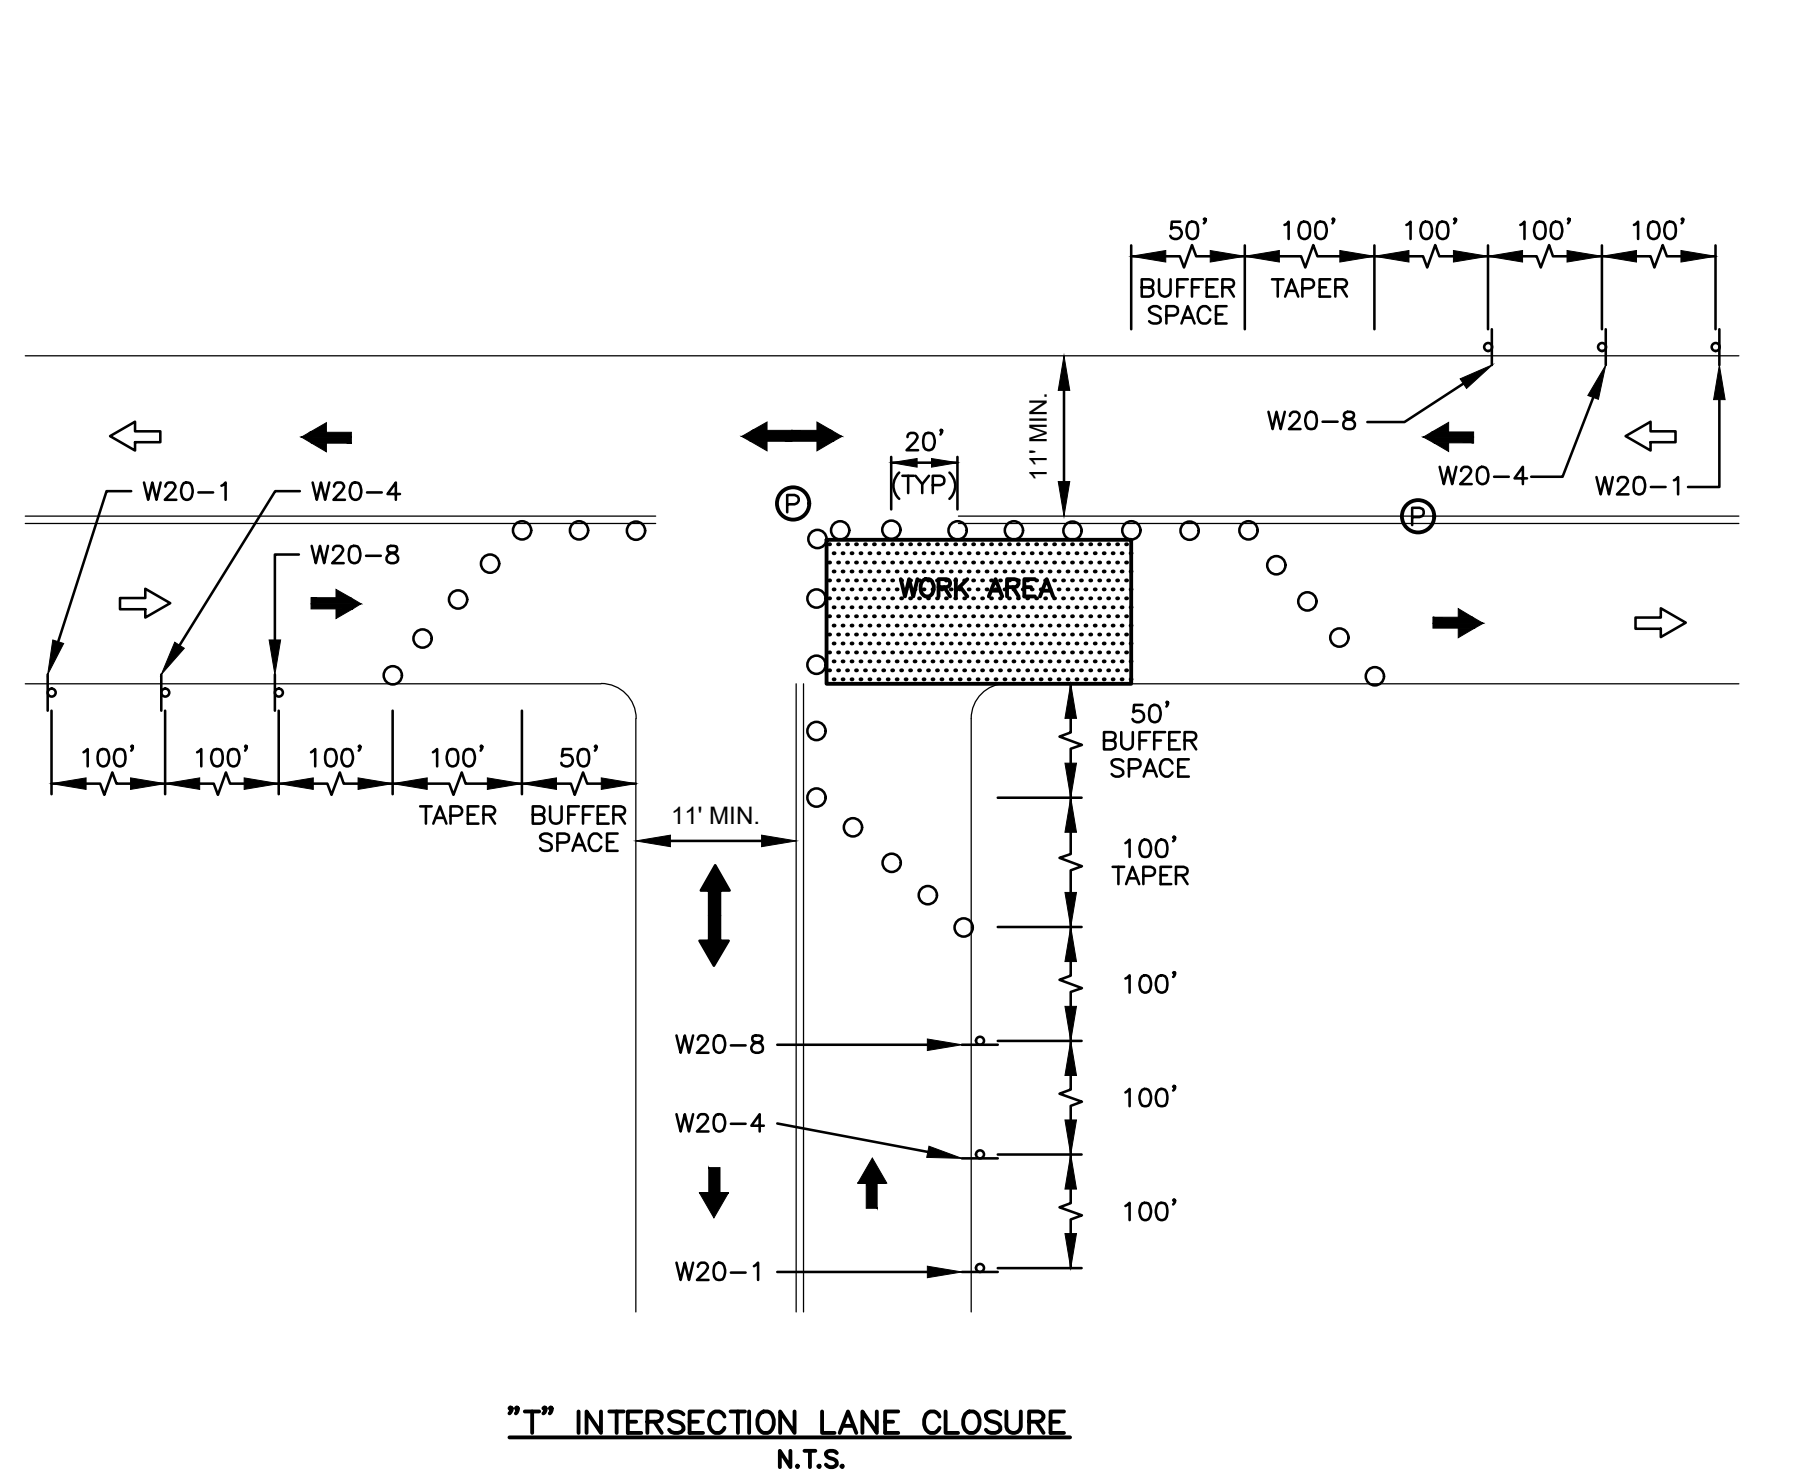 50' 100' 100' 100' 100'
BUFFER TAPER
SPACE
W20-8
W20-4
W20-1
11' MIN.
20'
(TYP)
P
P
W20-1 W20-4
W20-8
WORK AREA
100' 100' 100' 100' 50'
TAPER BUFFER
SPACE
11' MIN.
50'
BUFFER
SPACE
100'
TAPER
100'
W20-8
100'
W20-4
100'
W20-1
"T" INTERSECTION LANE CLOSURE
N.T.S.